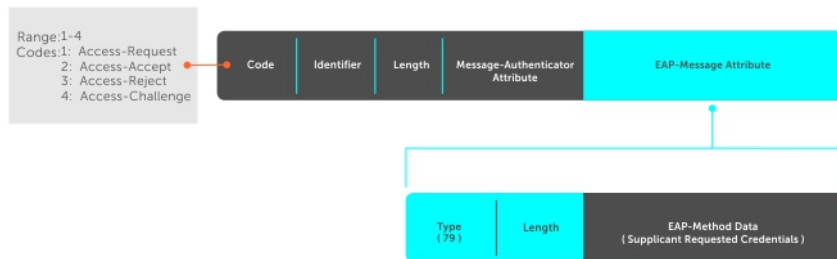 Range:1-4
Codes:1: Access-Request
2: Access-Accept
3: Access-Reject
4: Access-Challenge
Code
Identifier
Length
Message-Authenticator
Attribute
EAP-Message Attribute
Type
( 79 )
Length
EAP-Method Data
( Supplicant Requested Credentials )